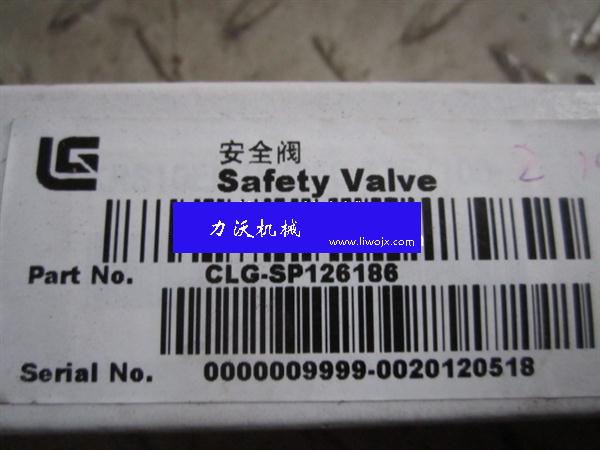 安全阀
Safety Valve
力沃机械
www.liwojx.com
Part No. CLG-SP126186
Serial No. 0000009999-0020120518